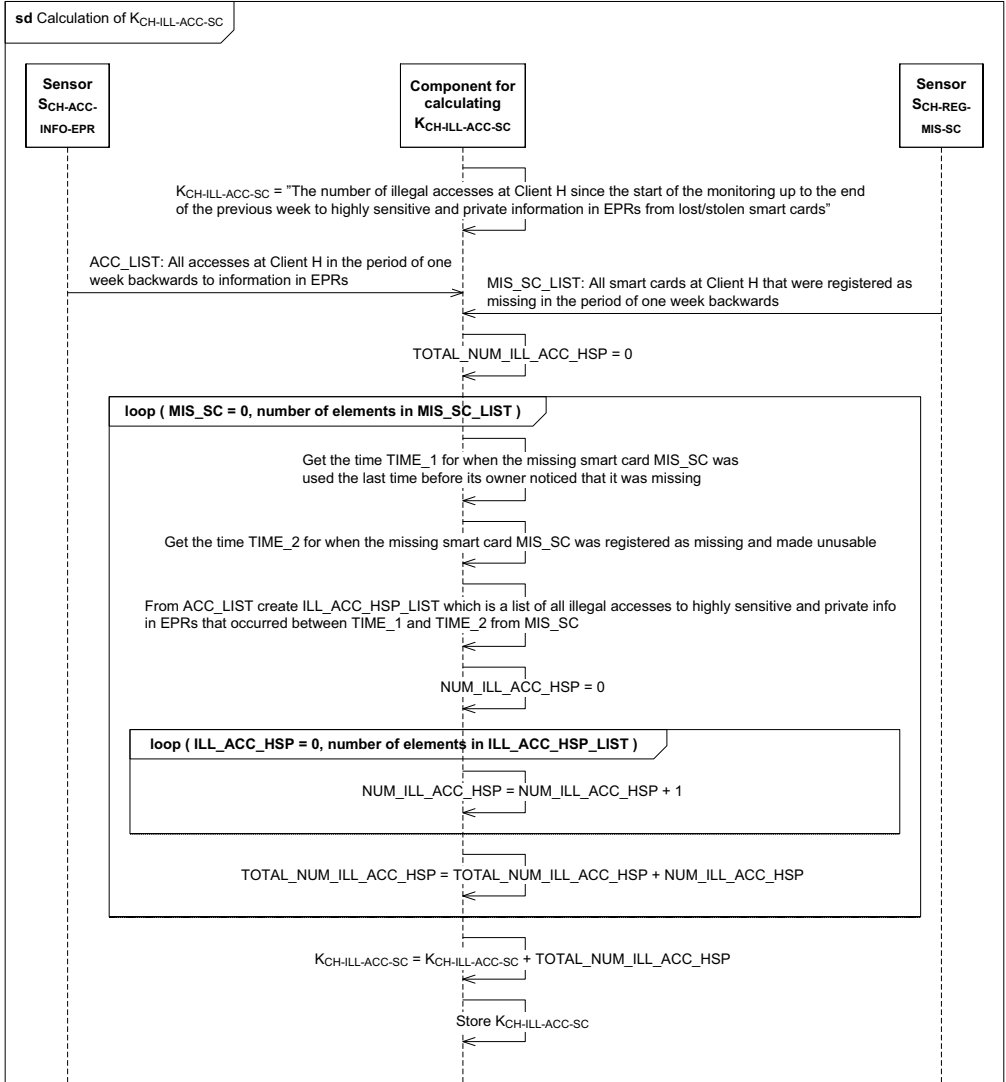 sd Calculation of KCH-ILL-ACC-SC
Sensor
SCH-ACC-
INFO-EPR
Component for
calculating
KCH-ILL-ACC-SC
Sensor
SCH-REG-
MIS-SC
KCH-ILL-ACC-SC = ”The number of illegal accesses at Client H since the start of the monitoring up to the end
of the previous week to highly sensitive and private information in EPRs from lost/stolen smart cards”
ACC_LIST: All accesses at Client H in the period of one
week backwards to information in EPRs
MIS_SC_LIST: All smart cards at Client H that were registered as
missing in the period of one week backwards
TOTAL_NUM_ILL_ACC_HSP = 0
loop ( MIS_SC = 0, number of elements in MIS_SC_LIST )
Get the time TIME_1 for when the missing smart card MIS_SC was
used the last time before its owner noticed that it was missing
Get the time TIME_2 for when the missing smart card MIS_SC was registered as missing and made unusable
From ACC_LIST create ILL_ACC_HSP_LIST which is a list of all illegal accesses to highly sensitive and private info
in EPRs that occurred between TIME_1 and TIME_2 from MIS_SC
NUM_ILL_ACC_HSP = 0
loop ( ILL_ACC_HSP = 0, number of elements in ILL_ACC_HSP_LIST )
NUM_ILL_ACC_HSP = NUM_ILL_ACC_HSP + 1
TOTAL_NUM_ILL_ACC_HSP = TOTAL_NUM_ILL_ACC_HSP + NUM_ILL_ACC_HSP
KCH-ILL-ACC-SC = KCH-ILL-ACC-SC + TOTAL_NUM_ILL_ACC_HSP
Store KCH-ILL-ACC-SC